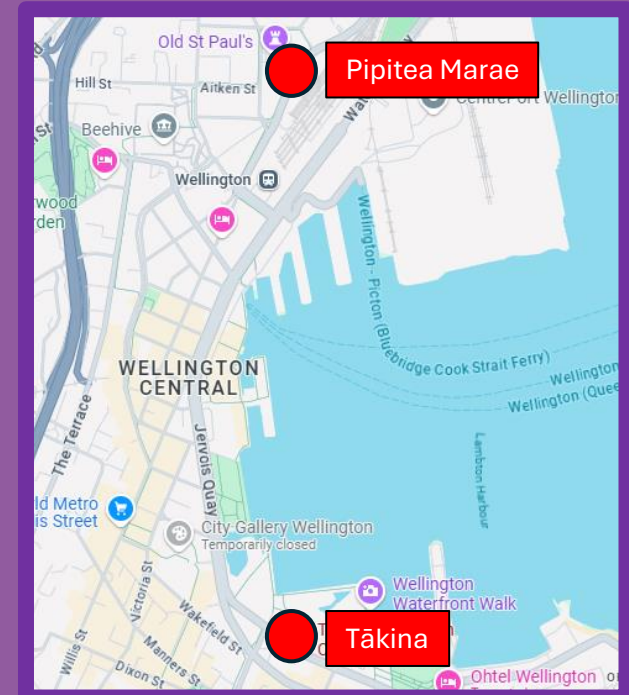 Old St Paul's
Pipitea Marae
Hill St
Aitken St
Wat
CentrePort Wellington
Beehive
Wellington
wood
rden
Wellington - Picton (Bluebridge Cook Strait Ferry)
Wellington
Wellington (Quee
WELLINGTON
CENTRAL
The Terrace
Jervois Quay
Lambton Harbour
ld Metro
is Street
City Gallery Wellington
Temporarily closed
Victoria St
Wellington
Waterfront Walk
Wakefield St
Tākina
Willis St
Manners St
Dixon St
Ohtel Wellington